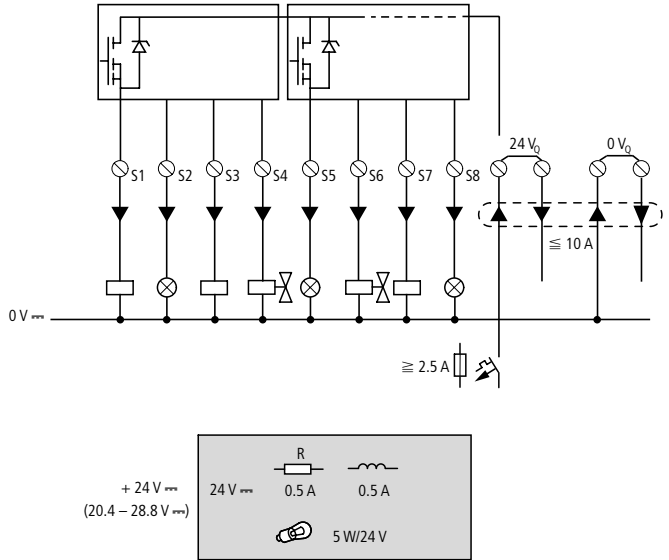 24 VQ 0 VQ
S1 S2 S3 S4 S5 S6 S7 S8
≦ 10 A
0 V ⎓
≧ 2.5 A
R
+ 24 V ⎓ 24 V ⎓ 0.5 A 0.5 A
(20.4 – 28.8 V ⎓)
5 W/24 V